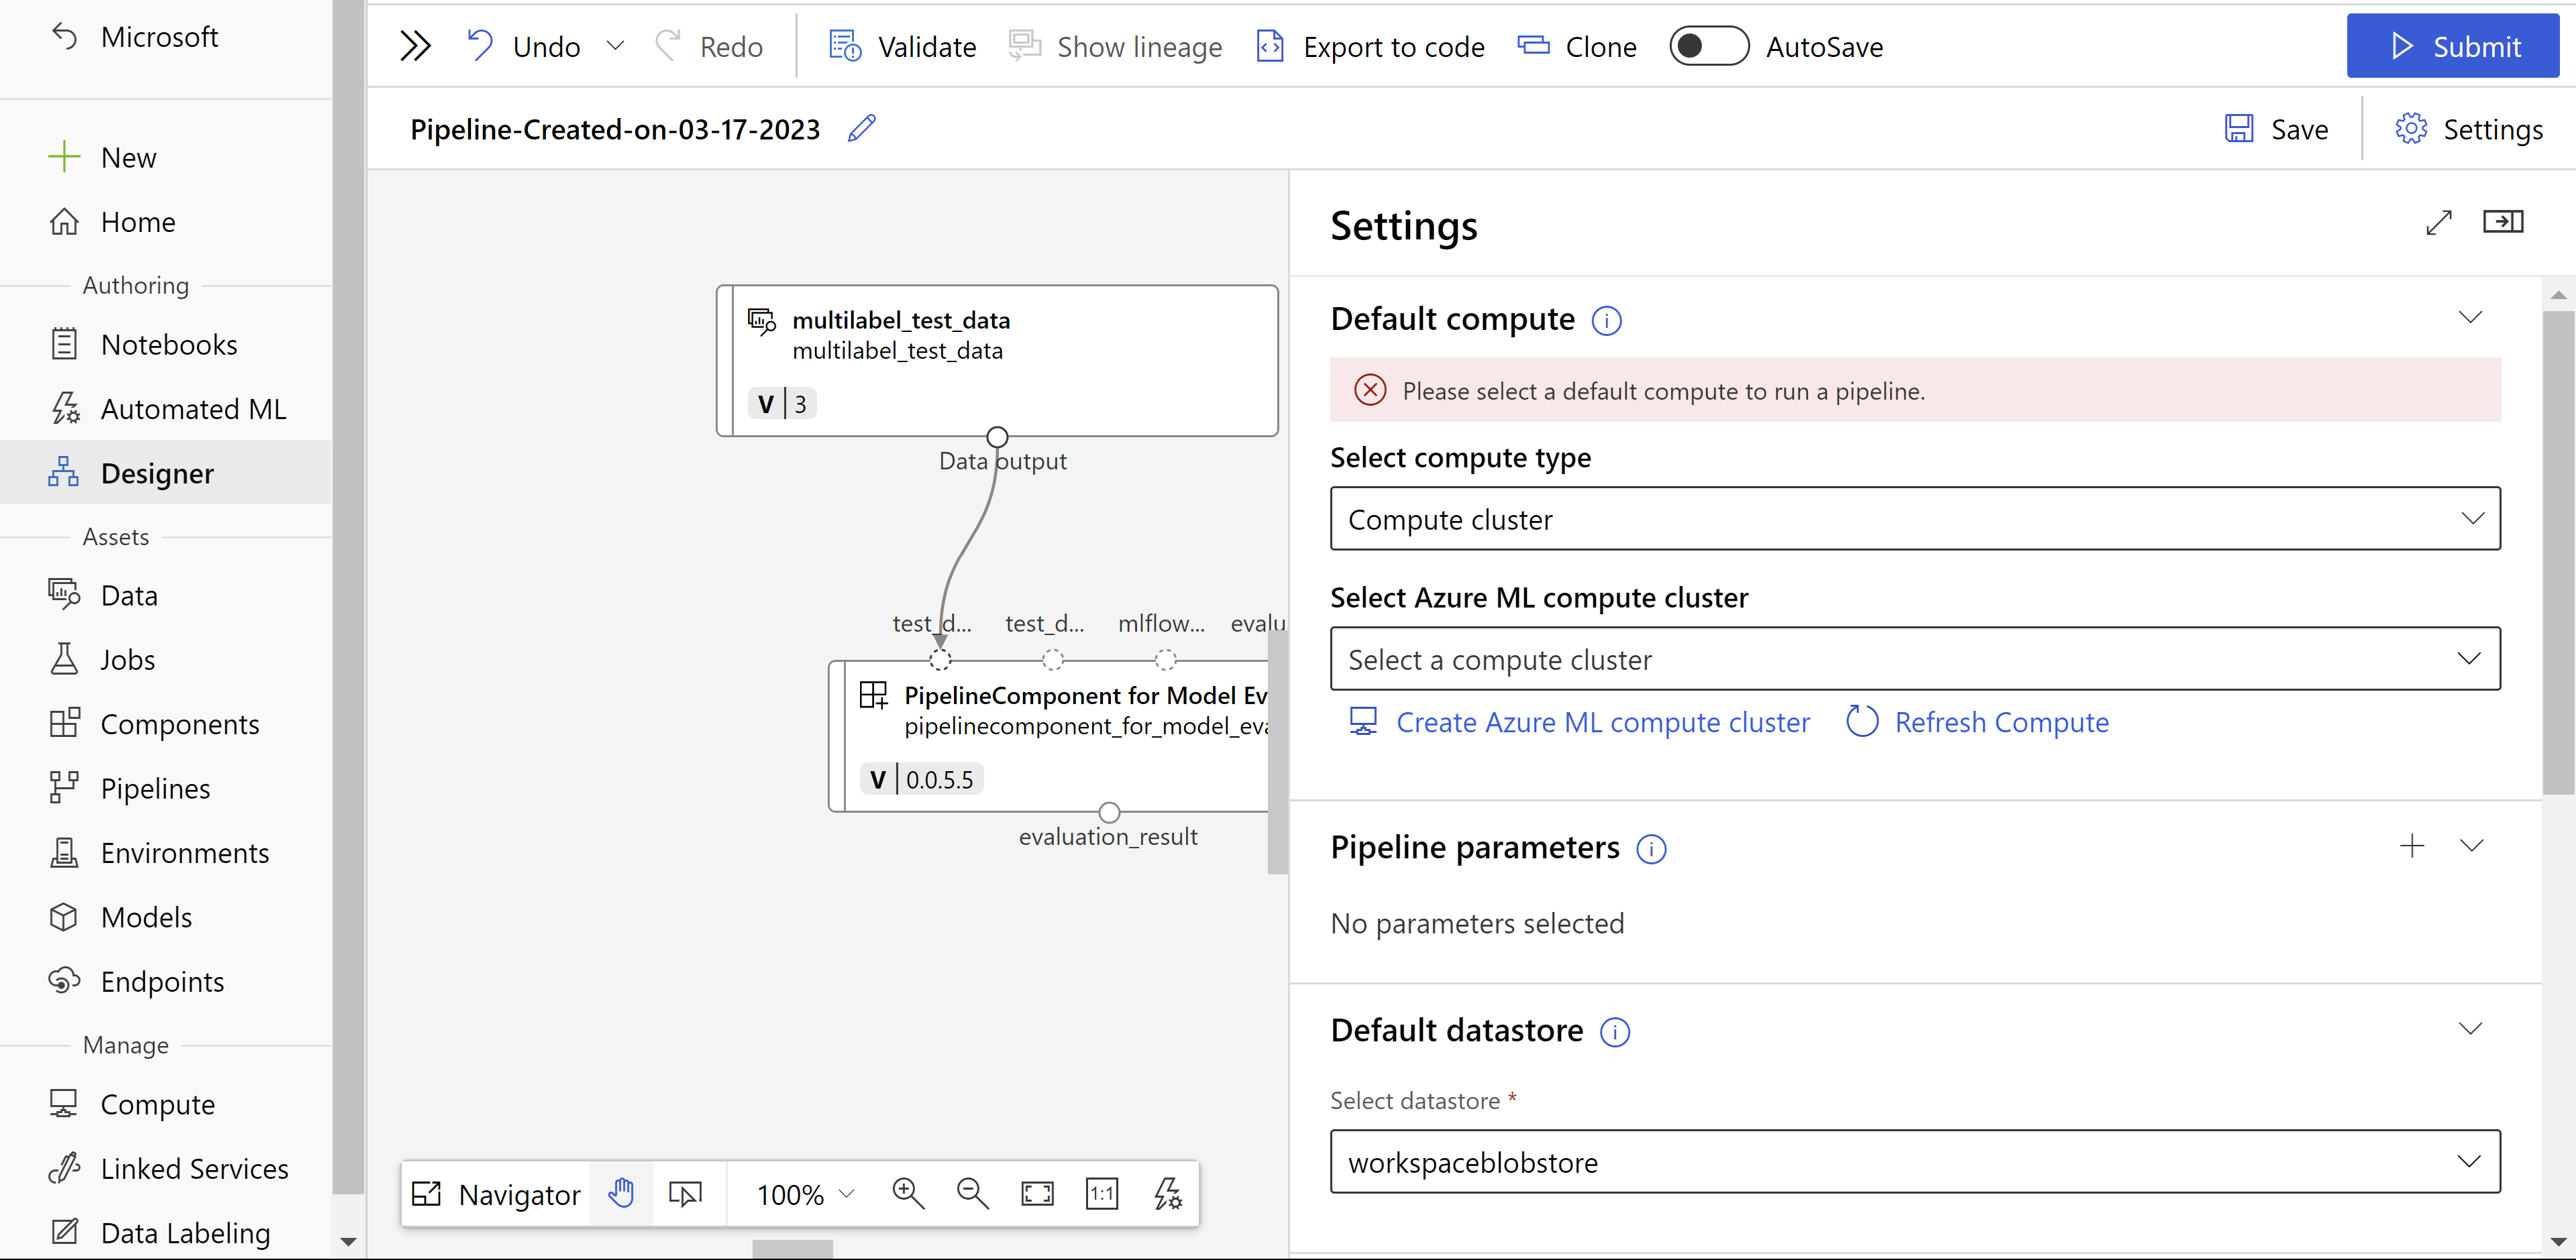 Microsoft
New
Home
Authoring
Notebooks
Automated ML
Designer
Assets
Data
Jobs
Components
Pipelines
Environments
Models
Endpoints
Manage
Compute
Linked Services
Data Labeling
Undo
Redo
Validate
Show lineage
Export to code
Clone
AutoSave
Submit
Pipeline-Created-on-03-17-2023
Save
Settings
multilabel_test_data
multilabel_test_data
V 3
Data output
test_d... test_d... mlflow... evalu
PipelineComponent for Model Ev
pipelinecomponent_for_model_eva
V 0.0.5.5
evaluation_result
Navigator
100%
1:1
Settings
Default compute
Please select a default compute to run a pipeline.
Select compute type
Compute cluster
Select Azure ML compute cluster
Select a compute cluster
Create Azure ML compute cluster
Refresh Compute
Pipeline parameters
No parameters selected
Default datastore
Select datastore *
workspaceblobstore